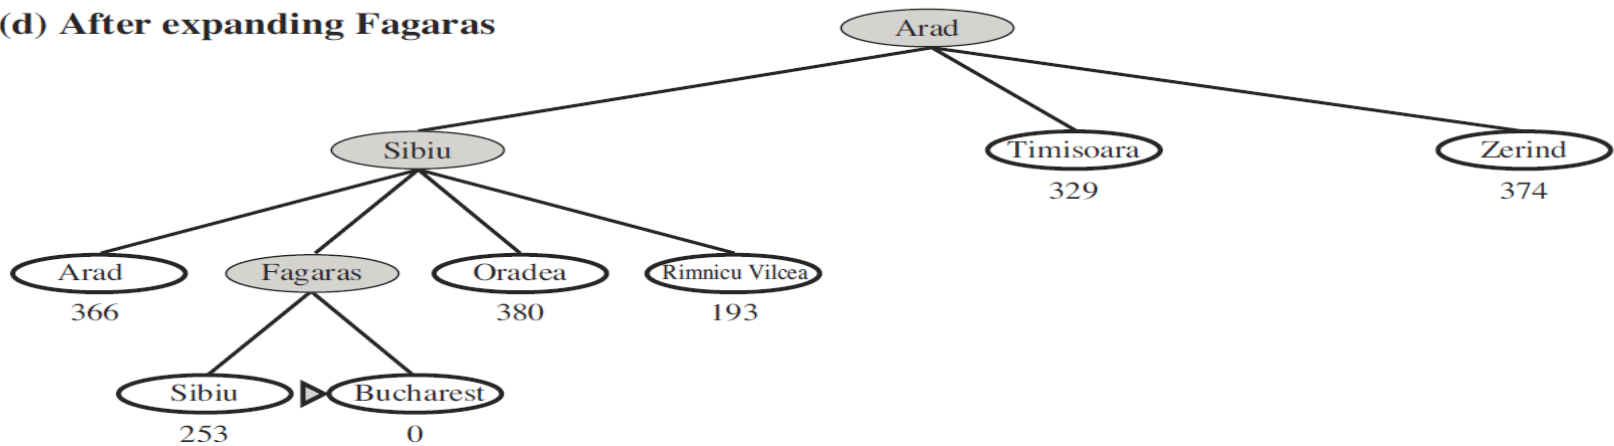 (d) After expanding Fagaras
Arad
Sibiu
Timisoara
Zerind
329
374
Arad
Fagaras
Oradea
Rimnicu Vilcea
366
380
193
Sibiu
Bucharest
253
0